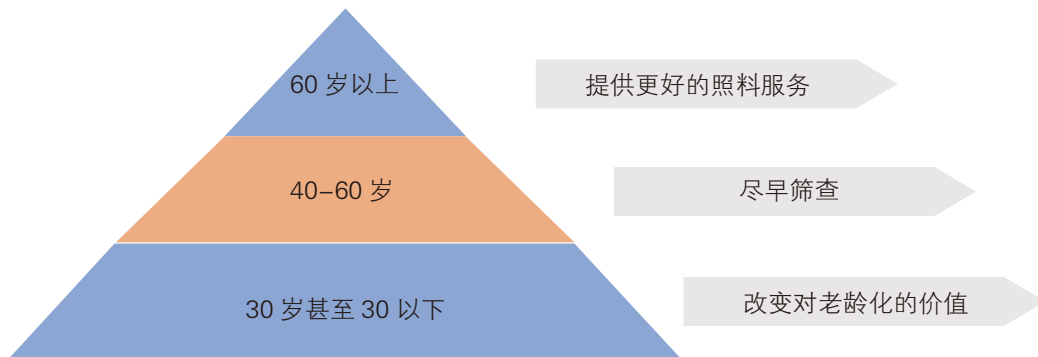 60 岁以上
提供更好的照料服务
40–60 岁
尽早筛查
30 岁甚至 30 以下
改变对老龄化的价值